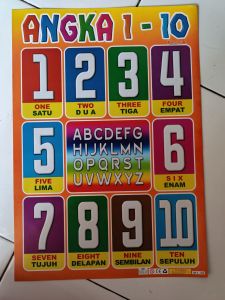 ANGKA 1 - 10
1 2 3 4
ONE TWO THREE FOUR
SATU D U A TIGA EMPAT
5 6
ABCDEFG
HIJKLMN
OPQRST
UVWXYZ
FIVE S I X
LIMA ENAM
7 8 9 10
SEVEN EIGHT NINE TEN
TUJUH DELAPAN SEMBILAN SEPULUH